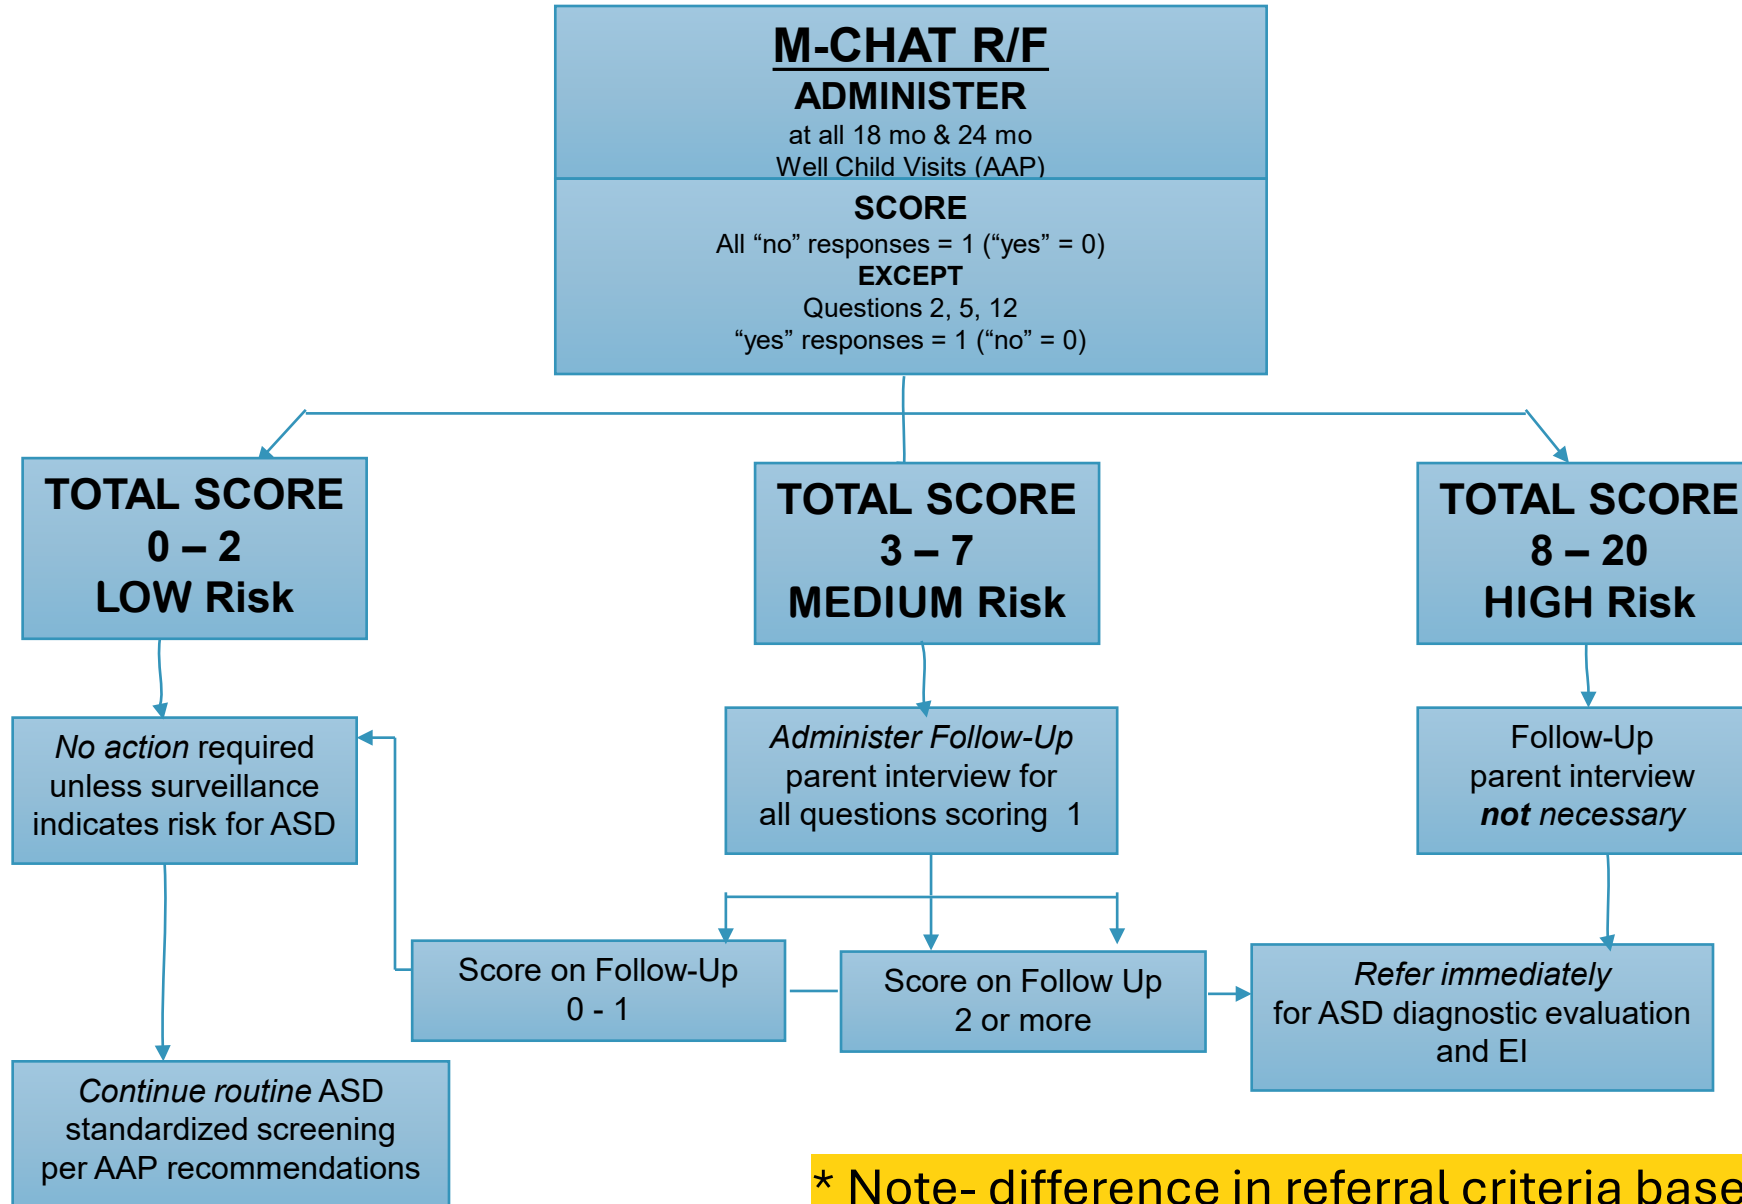 M-CHAT R/F
ADMINISTER
at all 18 mo & 24 mo
Well Child Visits (AAP)
SCORE
All “no” responses = 1 (“yes” = 0)
EXCEPT
Questions 2, 5, 12
“yes” responses = 1 (“no” = 0)
TOTAL SCORE
0 – 2
LOW Risk
TOTAL SCORE
3 – 7
MEDIUM Risk
TOTAL SCORE
8 – 20
HIGH Risk
No action required
unless surveillance
indicates risk for ASD
Administer Follow-Up
parent interview for
all questions scoring 1
Follow-Up
parent interview
not necessary
Score on Follow-Up
0 - 1
Score on Follow Up
2 or more
Refer immediately
for ASD diagnostic evaluation
and EI
Continue routine ASD
standardized screening
per AAP recommendations
* Note- difference in referral criteria base